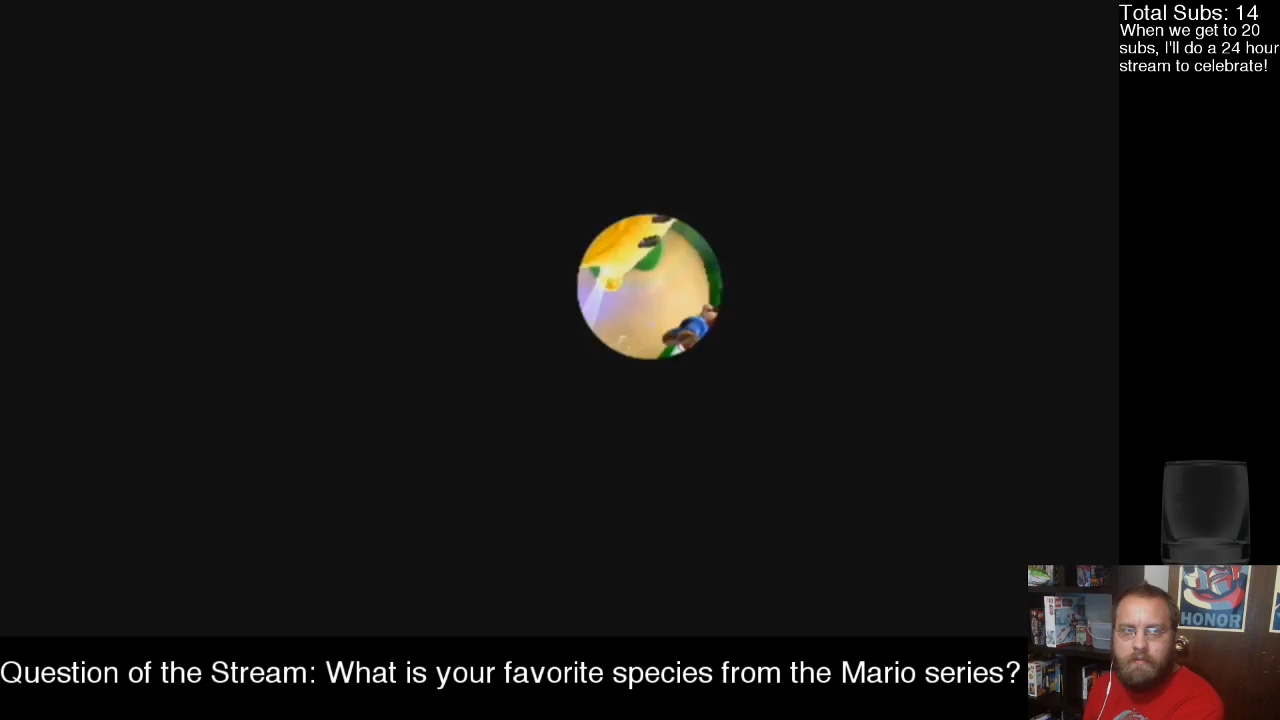 Total Subs: 14
When we get to 20
subs, I'll do a 24 hour
stream to celebrate!
HONOR
Question of the Stream: What is your favorite species from the Mario series?